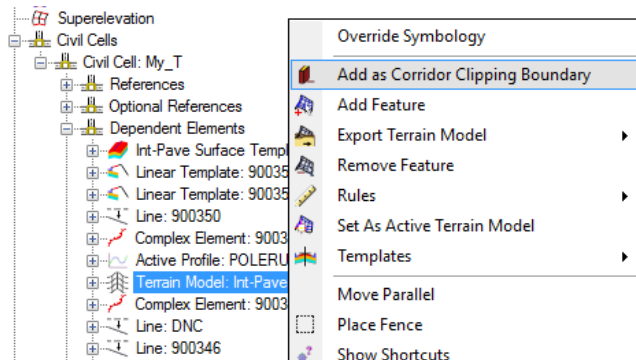 Superelevation
Civil Cells
Civil Cell: My_T
References
Optional References
Dependent Elements
Int-Pave Surface Templ
Linear Template: 90035
Linear Template: 90035
Line: 900350
Complex Element: 9003
Active Profile: POLERU
Terrain Model: Int-Pave
Complex Element: 9003
Line: DNC
Line: 900346
Override Symbology
Add as Corridor Clipping Boundary
Add Feature
Export Terrain Model
Remove Feature
Rules
Set As Active Terrain Model
Templates
Move Parallel
Place Fence
Show Shortcuts